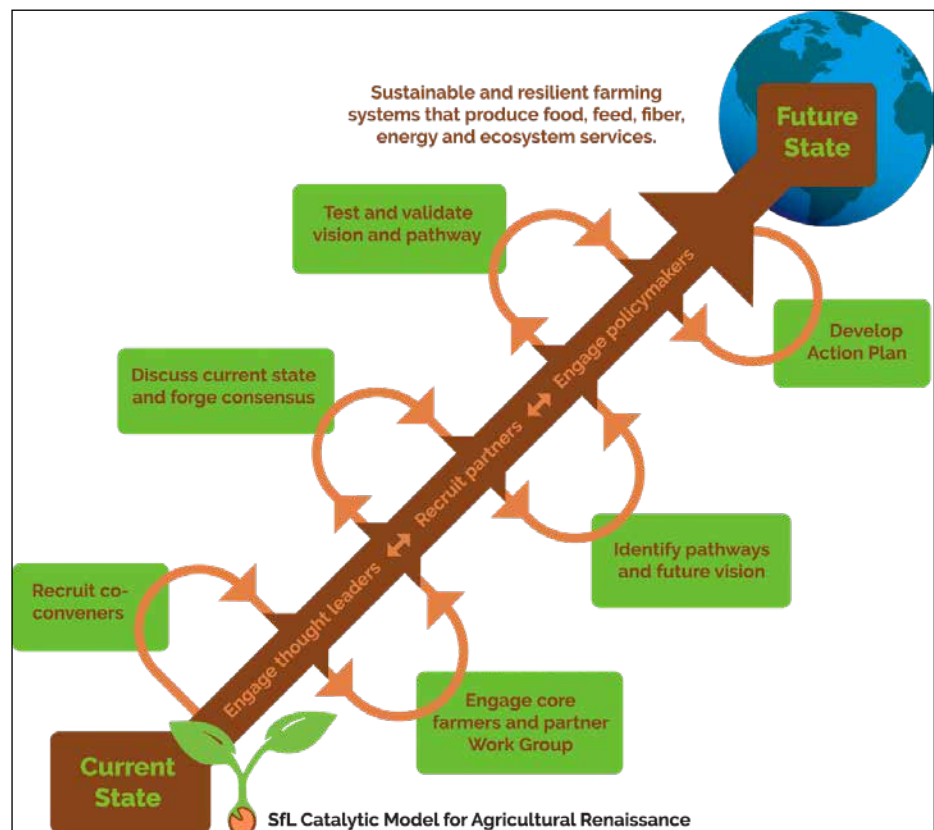 Sustainable and resilient farming
systems that produce food, feed, fiber,
energy and ecosystem services.
Future
State
Test and validate
vision and pathway
Engage policymakers
Develop
Action Plan
Discuss current state
and forge consensus
Recruit partners
Identify pathways
and future vision
Recruit co-
conveners
Engage thought leaders
Engage core
farmers and partner
Work Group
Current
State
SfL Catalytic Model for Agricultural Renaissance